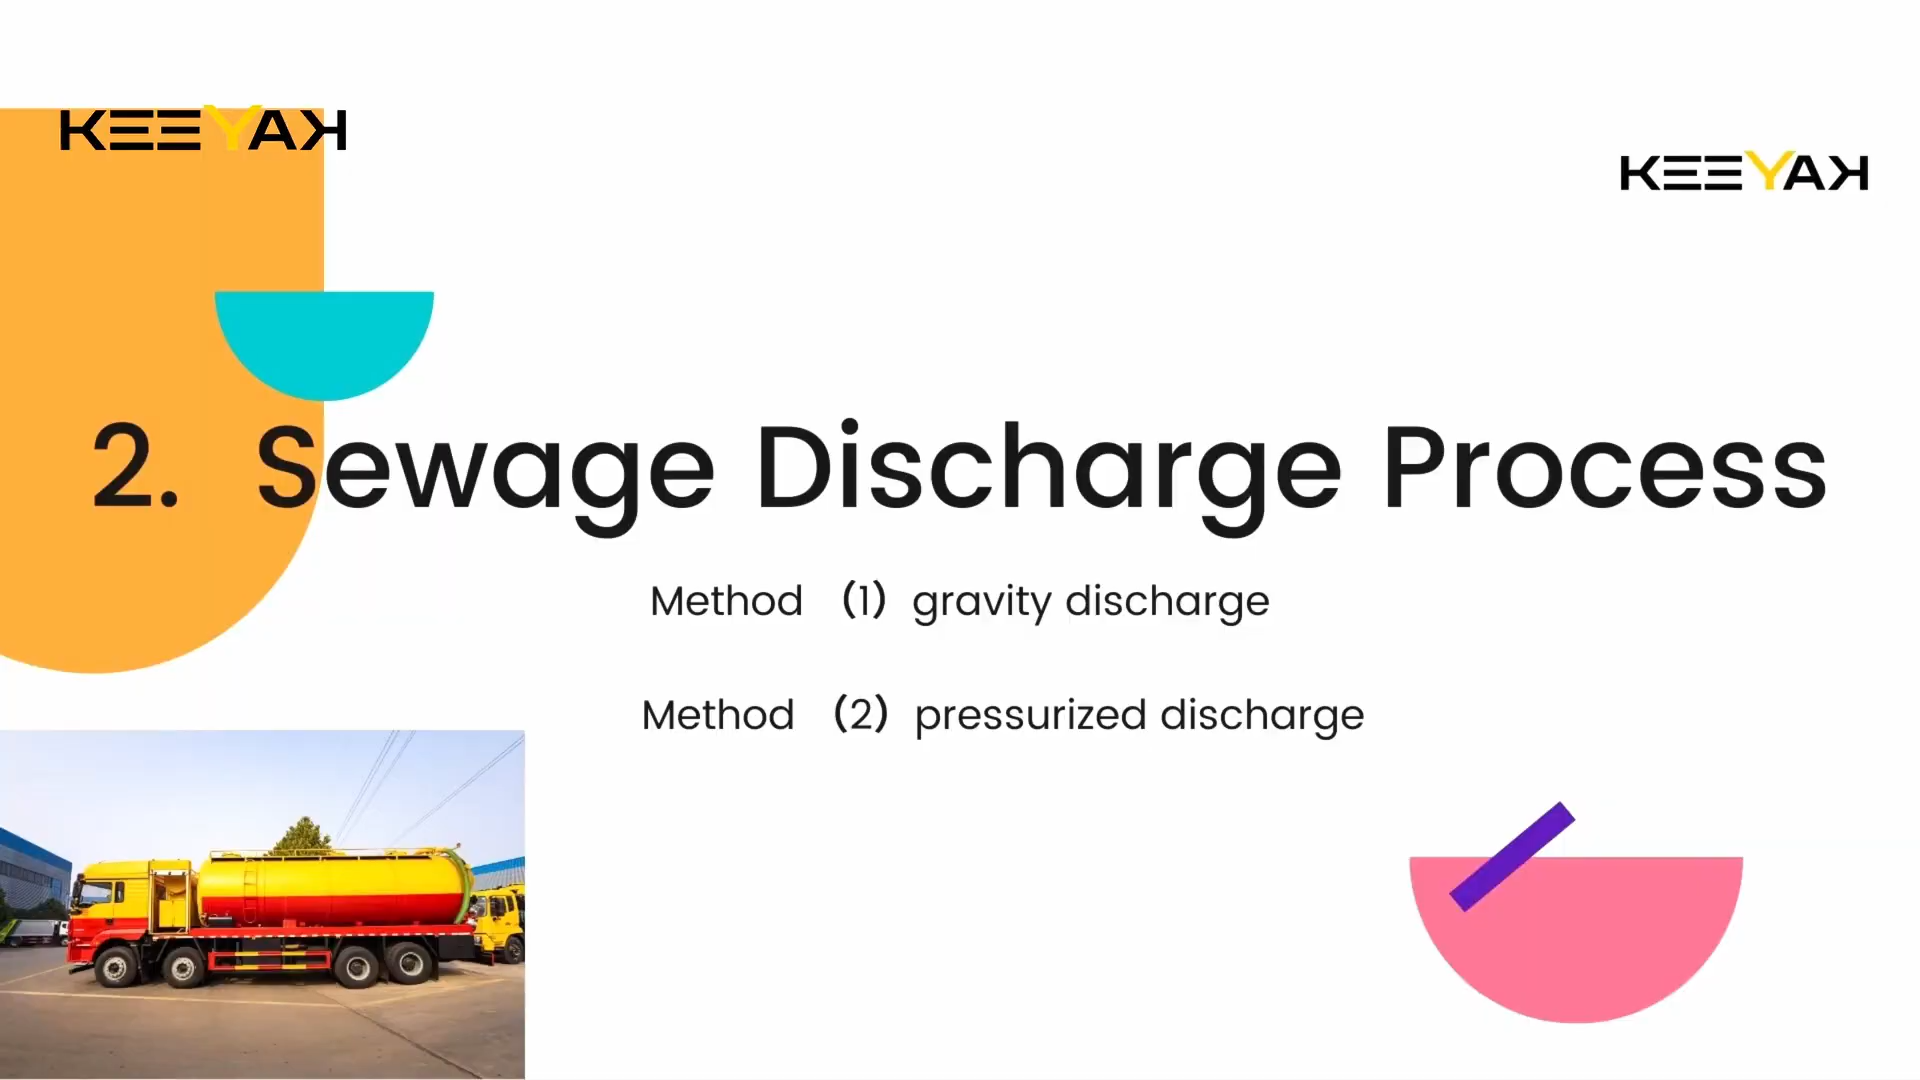 KEEYAK
KEEYAK
2. Sewage Discharge Process
Method （1）gravity discharge
Method （2）pressurized discharge